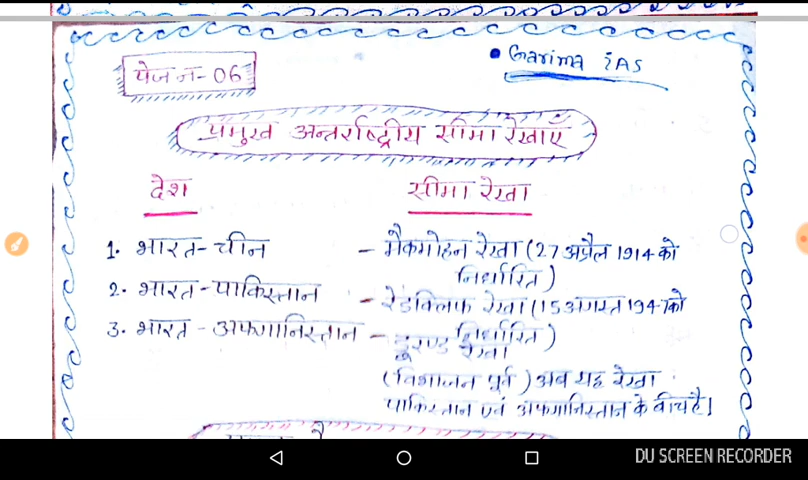 Garima IAS
पेज न-06
प्रमुख अन्तर्राष्ट्रीय सीमा रेखाएँ
देश सीमा रेखा
1. भारत-चीन - मैकमोहन रेखा (27 अप्रैल 1914 को
निर्धारित)
2. भारत-पाकिस्तान - रेडक्लिफ रेखा (15 अगस्त 1947 को
निर्धारित)
3. भारत - अफगानिस्तान - डूरण्ड रेखा
(विभाजन पूर्व) अब यह रेखा
पाकिस्तान एवं अफगानिस्तान के बीच है।
DU SCREEN RECORDER